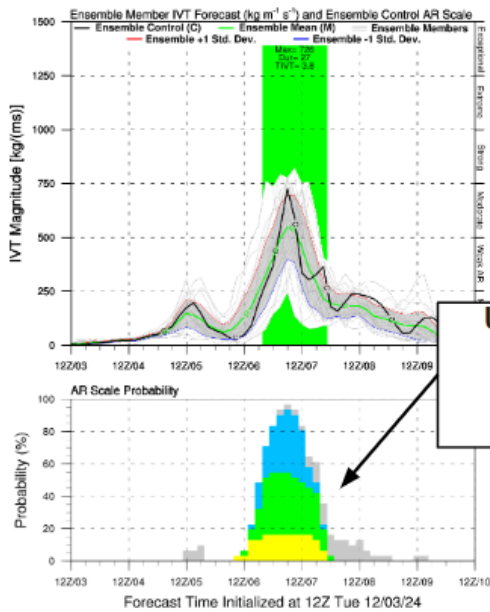 Ensemble Member IVT Forecast (kg m⁻¹ s⁻¹) and Ensemble Control AR Scale
Ensemble Control (C) Ensemble Mean (M) Ensemble Members
Ensemble +1 Std. Dev. Ensemble -1 Std. Dev.
Max= 726
Dur= 27
TIVT= 3.8
IVT Magnitude [kg/(ms)]
1500
1250
1000
750
500
250
0
Exceptional
Extreme
Strong
Moderate
Weak AR
12Z/03 12Z/04 12Z/05 12Z/06 12Z/07 12Z/08 12Z/09
AR Scale Probability
Probability (%)
100
80
60
40
20
0
12Z/03 12Z/04 12Z/05 12Z/06 12Z/07 12Z/08 12Z/09 12Z/10
Forecast Time Initialized at 12Z Tue 12/03/24